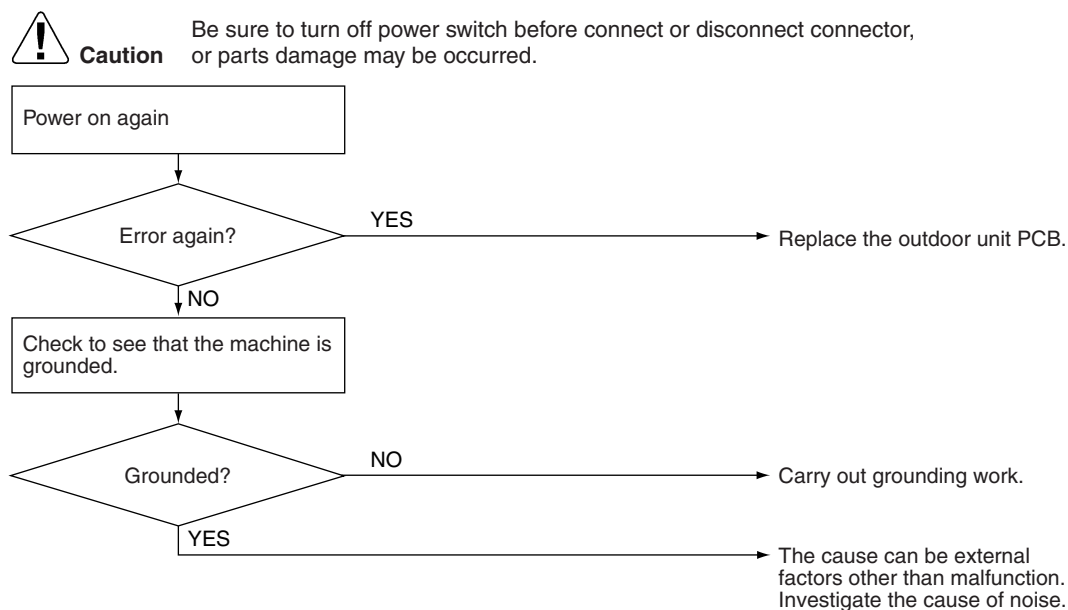 Be sure to turn off power switch before connect or disconnect connector,
Caution or parts damage may be occurred.
Power on again
Error again?
YES
Replace the outdoor unit PCB.
NO
Check to see that the machine is
grounded.
Grounded?
NO
Carry out grounding work.
YES
The cause can be external
factors other than malfunction.
Investigate the cause of noise.